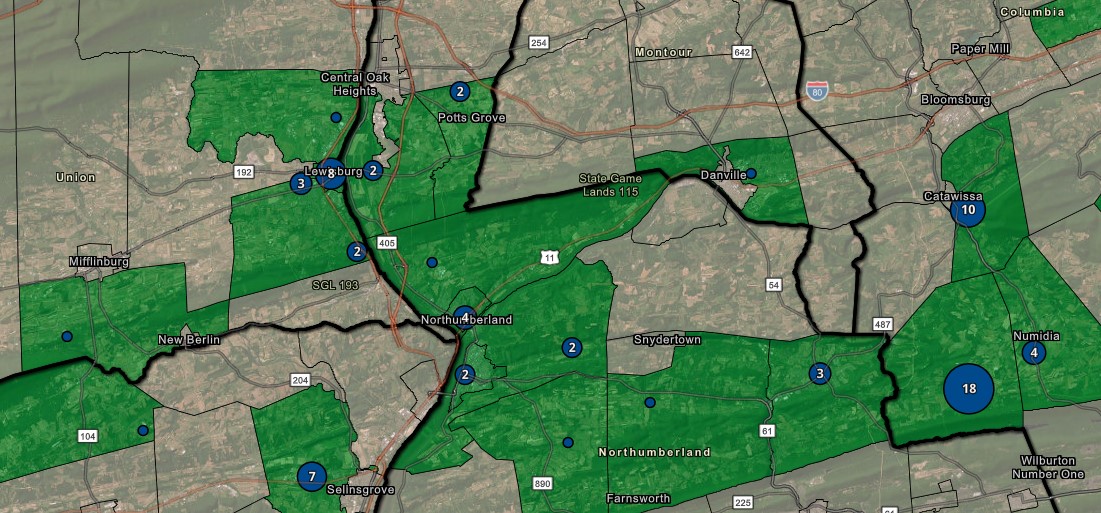 Columbia
254
Montour
642
Paper Mill
Central Oak
Heights
2
80
Potts Grove
Bloomsburg
192
Lewisburg
8
2
3
Union
State Game
Lands 115
Danville
Catawissa
10
2
405
11
Mifflinburg
SGL 193
54
4
Northumberland
487
New Berlin
2
Snydertown
Numidia
4
2
3
18
204
104
61
Northumberland
7
Selinsgrove
890
Farnsworth
225
Wilburton
Number One